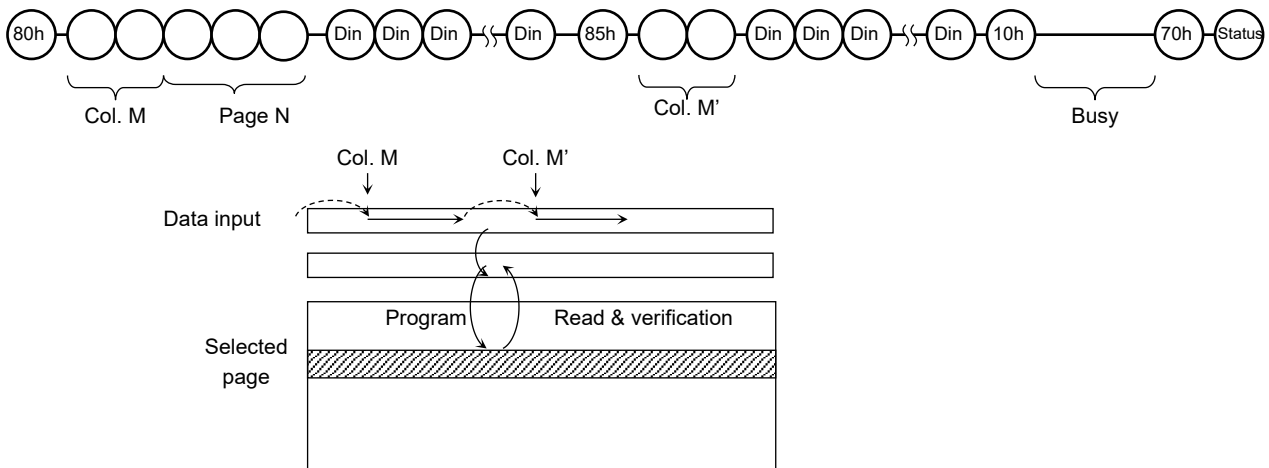 80h Din Din Din Din 85h Din Din Din Din 10h 70h Status
Col. M Page N Col. M’ Busy
Col. M Col. M’
Data input
Program Read & verification
Selected
page